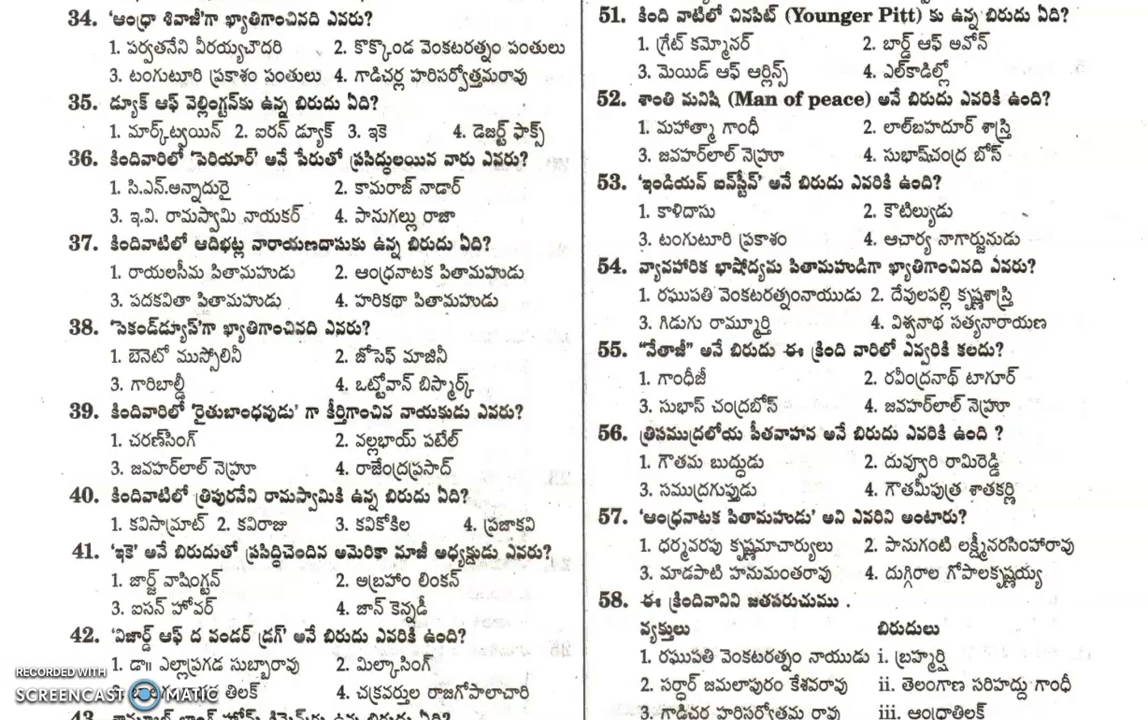 34. 'ఆంధ్రా శివాజీ'గా ఖ్యాతిగాంచినది ఎవరు?
1. పర్వతనేని వీరయ్యచౌదరి 2. కొక్కొండ వెంకటరత్నం పంతులు
3. టంగుటూరి ప్రకాశం పంతులు 4. గాడిచర్ల హరిసర్వోత్తమరావు
35. డ్యూక్ ఆఫ్ వెల్లింగ్టన్‌కు ఉన్న బిరుదు ఏది?
1. మార్క్‌ట్వయిన్ 2. ఐరన్ డ్యూక్ 3. ఇకె 4. డెజర్ట్ ఫాక్స్
36. కిందివారిలో 'పెరియార్' అనే పేరుతో ప్రసిద్ధులయిన వారు ఎవరు?
1. సి.ఎన్.అన్నాదురై 2. కామరాజ్ నాడార్
3. ఇ.వి. రామస్వామి నాయకర్ 4. పానుగల్లు రాజా
37. కిందివాటిలో ఆదిభట్ల నారాయణదాసుకు ఉన్న బిరుదు ఏది?
1. రాయలసీమ పితామహుడు 2. ఆంధ్రనాటక పితామహుడు
3. పదకవితా పితామహుడు 4. హరికథా పితామహుడు
38. 'సెకండ్‌డ్యూస్'గా ఖ్యాతిగాంచినది ఎవరు?
1. బెనెటో ముస్సోలినీ 2. జోసెఫ్ మాజినీ
3. గారిబాల్డీ 4. ఒట్టోవాన్ బిస్మార్క్
39. కిందివారిలో 'రైతుబాంధవుడు' గా కీర్తిగాంచిన నాయకుడు ఎవరు?
1. చరణ్‌సింగ్ 2. వల్లభాయ్ పటేల్
3. జవహర్‌లాల్ నెహ్రూ 4. రాజేంద్రప్రసాద్
40. కిందివాటిలో త్రిపురనేని రామస్వామికి ఉన్న బిరుదు ఏది?
1. కవిసామ్రాట్ 2. కవిరాజు 3. కవికోకిల 4. ప్రజాకవి
41. 'ఇకె' అనే బిరుదుతో ప్రసిద్ధిచెందిన అమెరికా మాజీ అధ్యక్షుడు ఎవరు?
1. జార్జ్ వాషింగ్టన్ 2. అబ్రహాం లింకన్
3. ఐసన్ హోవర్ 4. జాన్ కెన్నడీ
42. 'విజార్డ్ ఆఫ్ ద వండర్ డ్రగ్' అనే బిరుదు ఎవరికి ఉంది?
1. డా॥ ఎల్లాప్రగడ సుబ్బారావు 2. మిల్కాసింగ్
తిలక్ 4. చక్రవర్తుల రాజగోపాలాచారి
RECORDED WITH
SCREENCAST MATIC
51. కింది వాటిలో చినపిట్ (Younger Pitt) కు ఉన్న బిరుదు ఏది?
1. గ్రేట్ కమ్మోనర్ 2. బార్డ్ ఆఫ్ అవోన్
3. మెయిడ్ ఆఫ్ ఆర్లిన్స్ 4. ఎల్‌కాడిల్లో
52. శాంతి మనిషి (Man of peace) అనే బిరుదు ఎవరికి ఉంది?
1. మహాత్మా గాంధీ 2. లాల్‌బహదూర్ శాస్త్రి
3. జవహర్‌లాల్ నెహ్రూ 4. సుభాష్‌చంద్ర బోస్
53. 'ఇండియన్ ఐన్‌స్టీన్' అనే బిరుదు ఎవరికి ఉంది?
1. కాళిదాసు 2. కౌటిల్యుడు
3. టంగుటూరి ప్రకాశం 4. ఆచార్య నాగార్జునుడు
54. వ్యావహారిక భాషోద్యమ పితామహుడిగా ఖ్యాతిగాంచినది ఎవరు?
1. రఘుపతి వెంకటరత్నంనాయుడు 2. దేవులపల్లి కృష్ణశాస్త్రి
3. గిడుగు రామ్మూర్తి 4. విశ్వనాథ సత్యనారాయణ
55. "నేతాజీ" అనే బిరుదు ఈ క్రింది వారిలో ఎవ్వరికి కలదు?
1. గాంధీజీ 2. రవీంద్రనాథ్ టాగూర్
3. సుభాస్ చంద్రబోస్ 4. జవహర్‌లాల్ నెహ్రూ
56. త్రిసముద్రలోయ పీతవాహన అనే బిరుదు ఎవరికి ఉంది ?
1. గౌతమ బుద్ధుడు 2. దువ్వూరి రామిరెడ్డి
3. సముద్రగుప్తుడు 4. గౌతమీపుత్ర శాతకర్ణి
57. 'ఆంధ్రనాటక పితామహుడు' అని ఎవరిని అంటారు?
1. ధర్మవరపు కృష్ణమాచార్యులు 2. పానుగంటి లక్ష్మీనరసింహారావు
3. మాడపాటి హనుమంతరావు 4. దుగ్గిరాల గోపాలకృష్ణయ్య
58. ఈ క్రిందివానిని జతపరుచుము .
వ్యక్తులు బిరుదులు
1. రఘుపతి వెంకటరత్నం నాయుడు i. బ్రహ్మర్షి
2. సర్దార్ జమలాపురం కేశవరావు ii. తెలంగాణ సరిహద్దు గాంధీ
3. గాడిచర్ల హరిసర్వోత్తమ రావు iii. ఆంధ్రాతిలక్